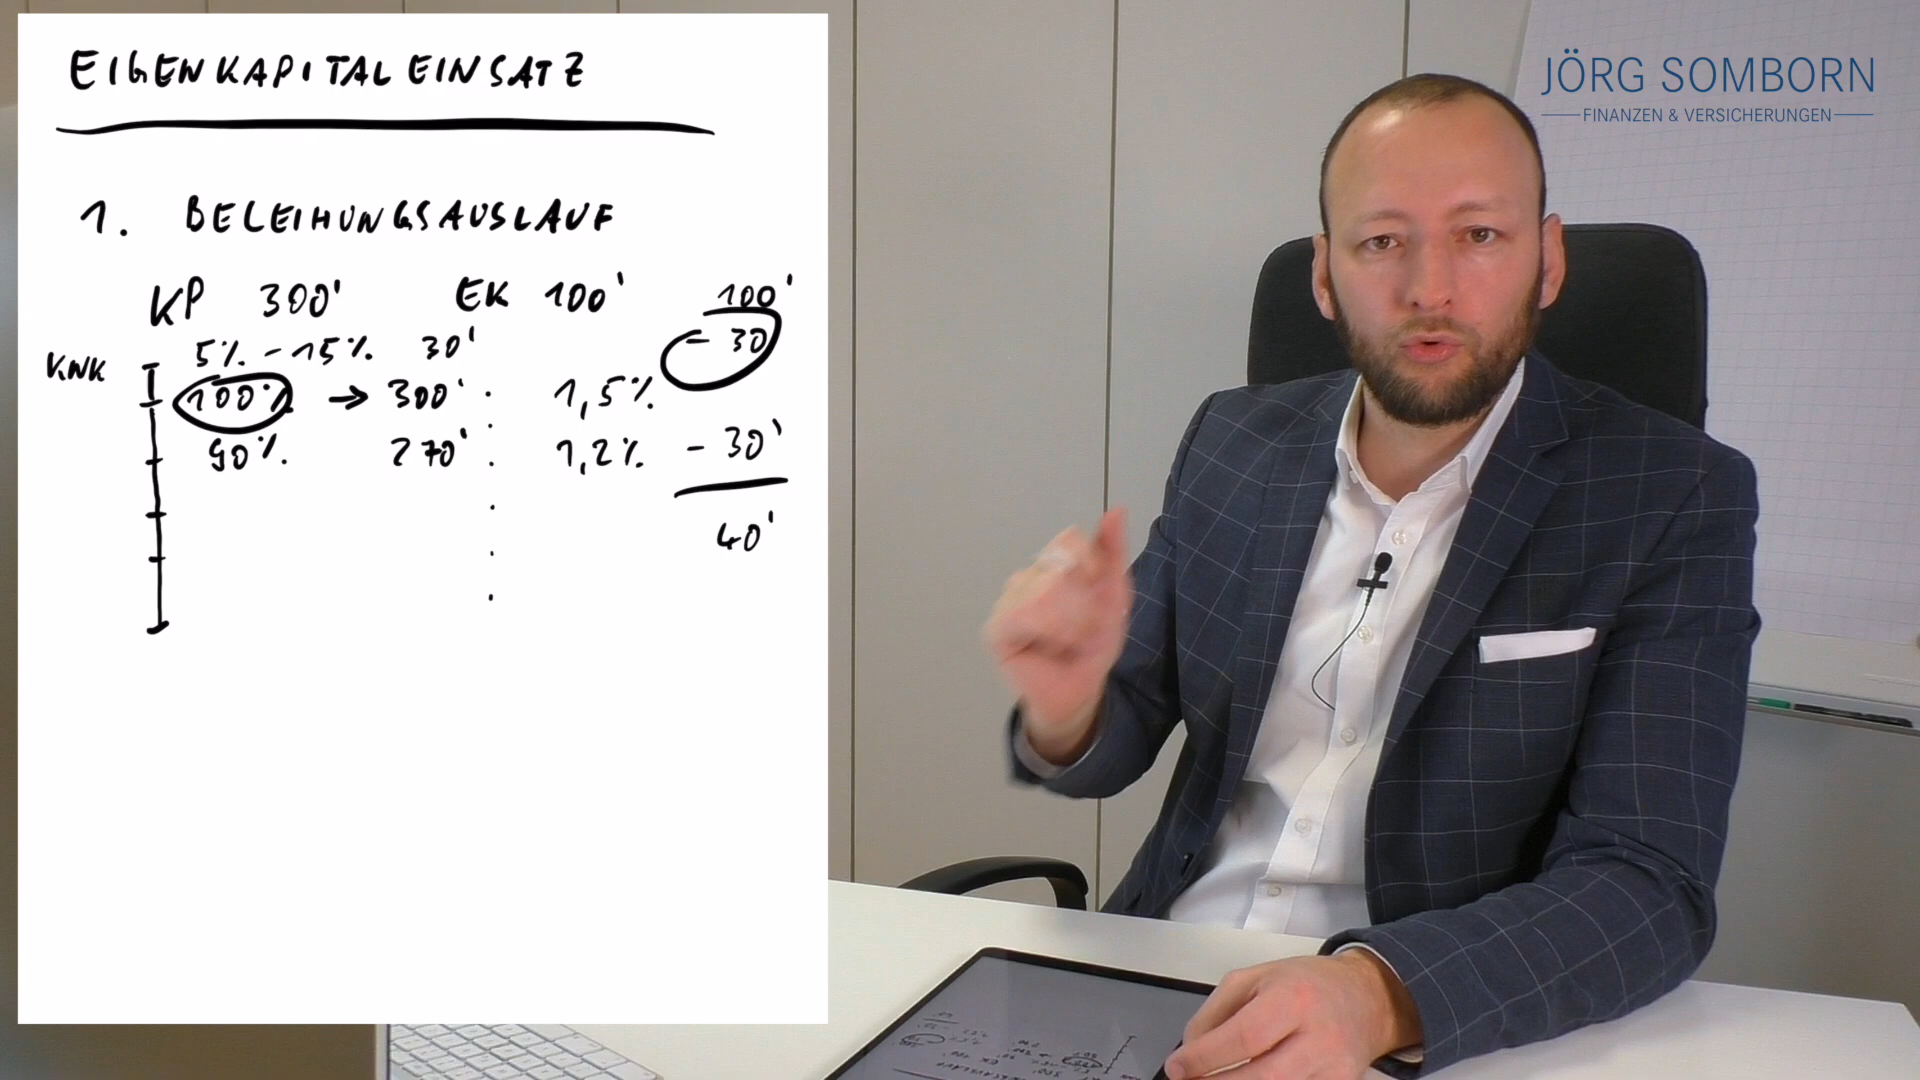 EIGENKAPITALEINSATZ
1. BELEIHUNGSAUSLAUF
KP 300' EK 100' 100'
5% - 15% 30' - 30
KNK
100% → 300' 1,5%
90% 270' 1,2% - 30'
40'
JÖRG SOMBORN
FINANZEN & VERSICHERUNGEN